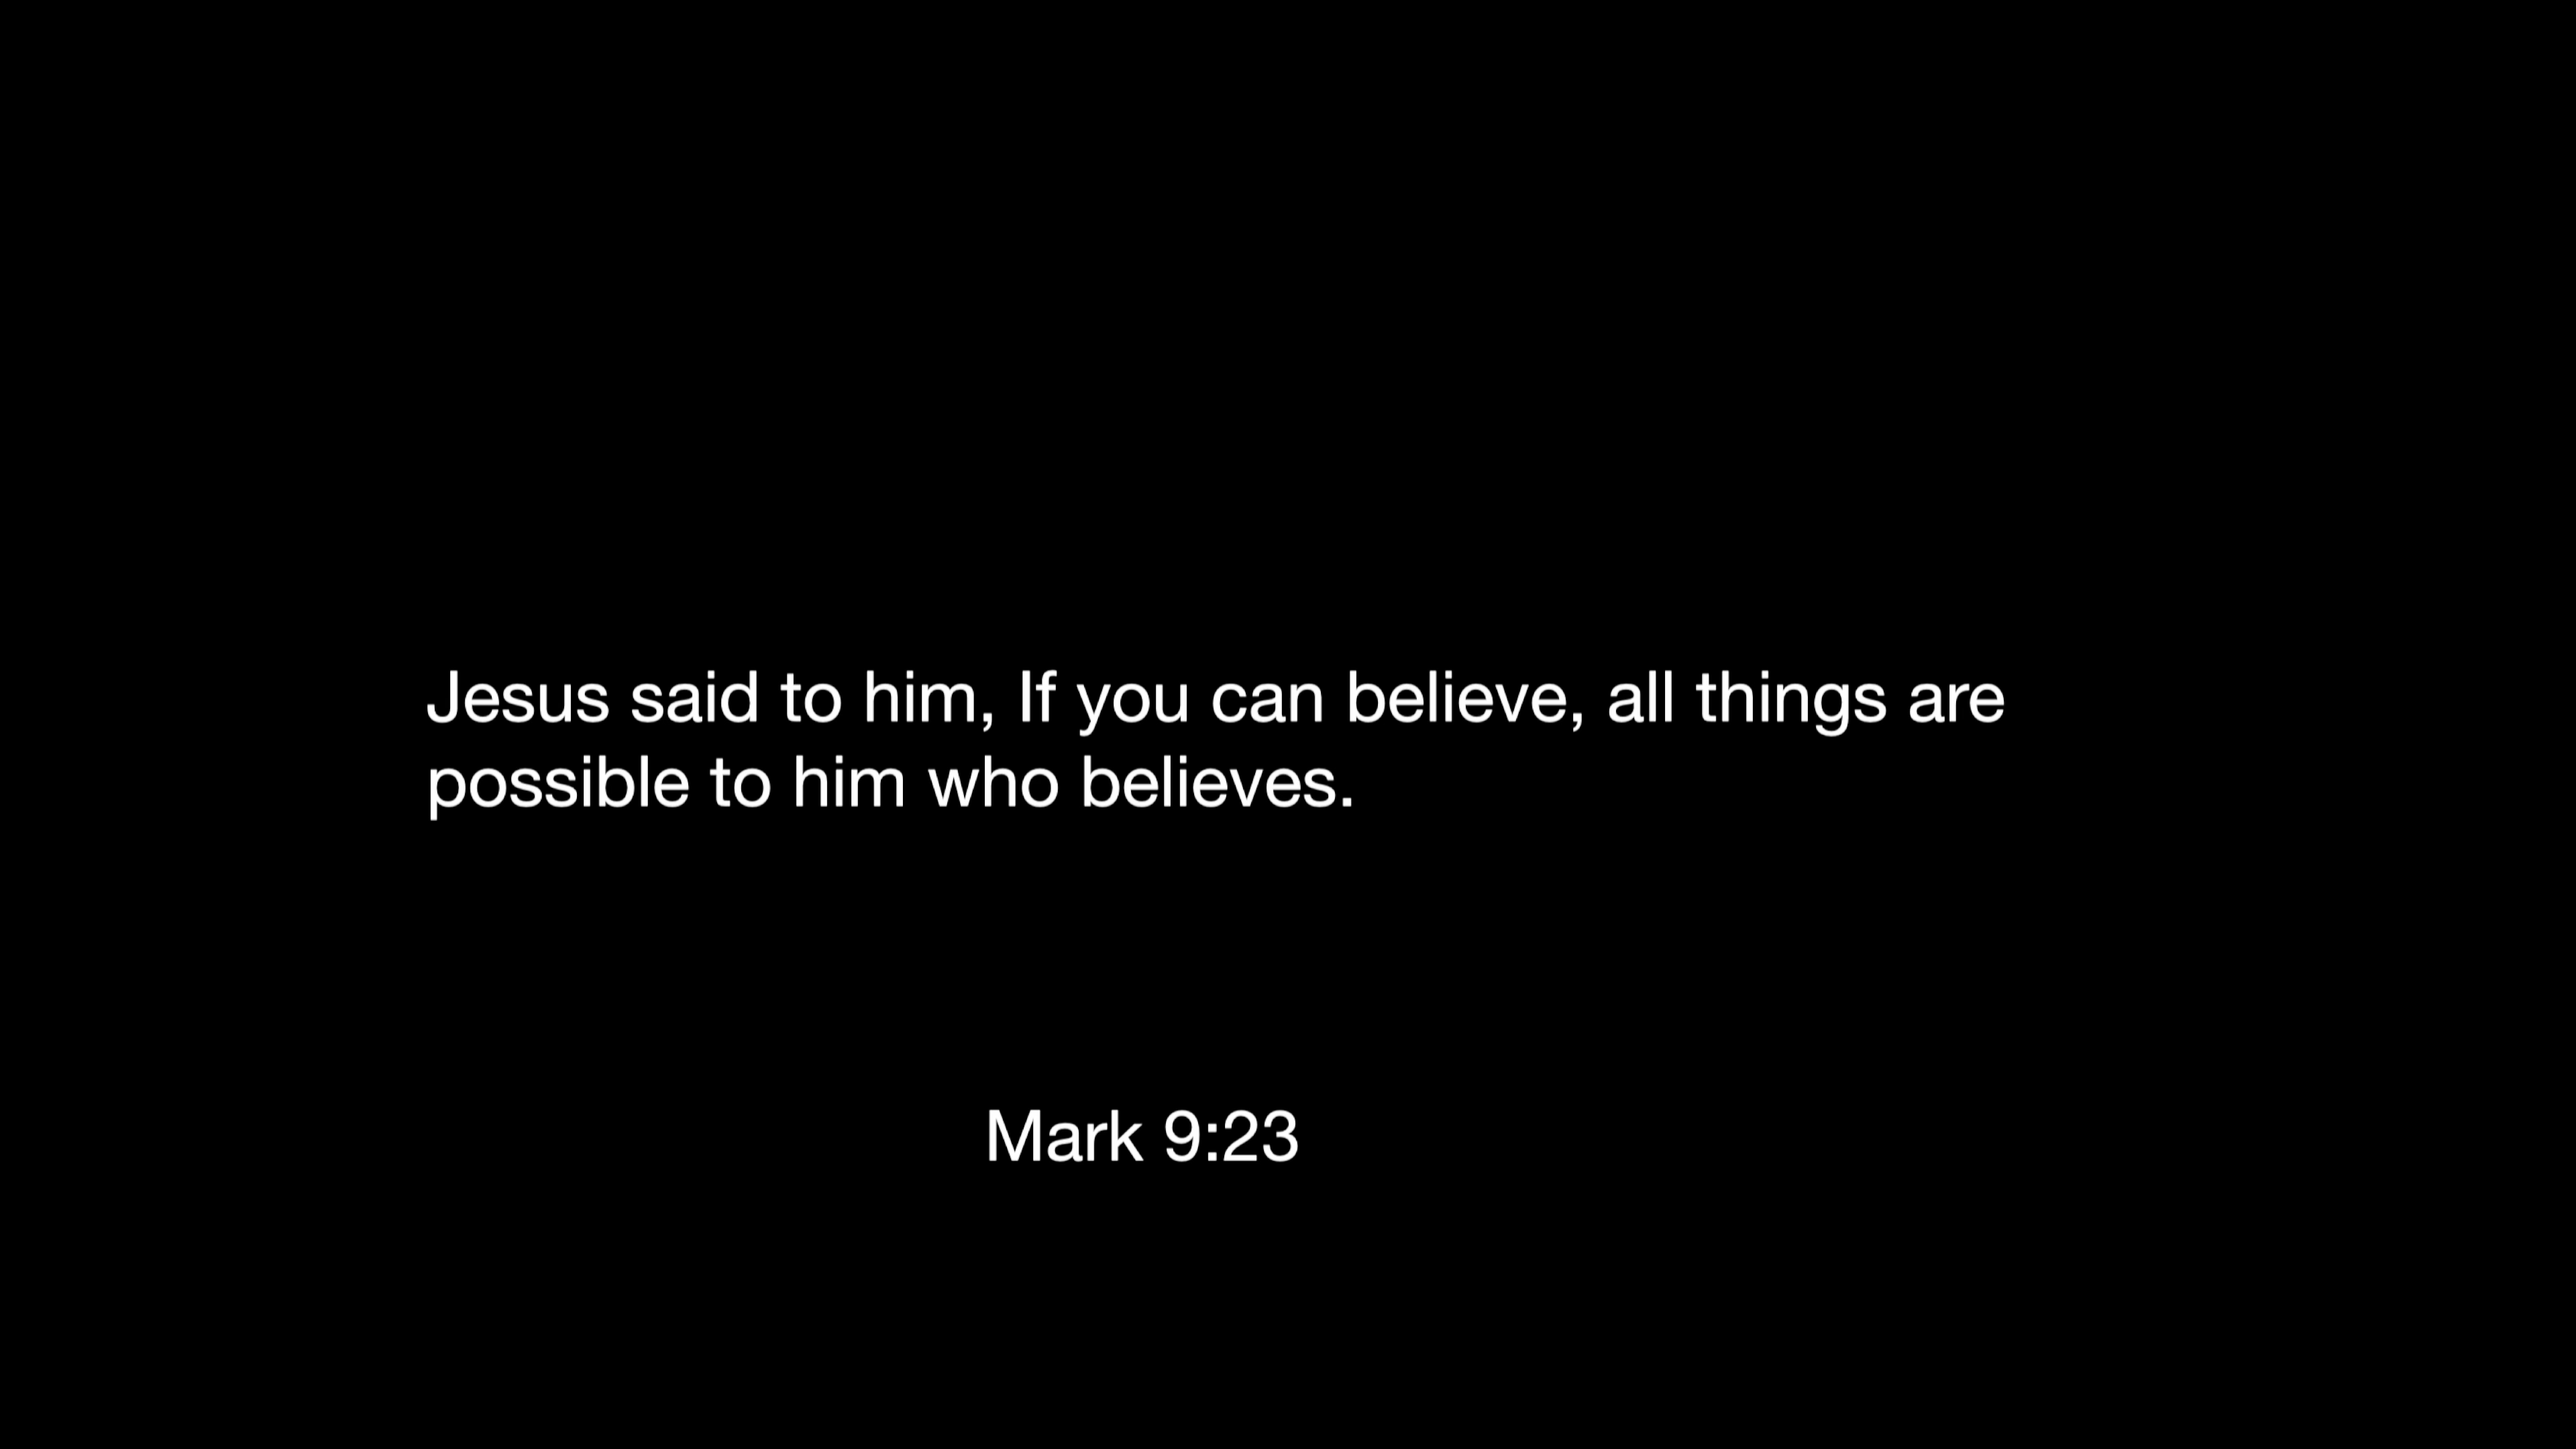 Jesus said to him, If you can believe, all things are
possible to him who believes.
Mark 9:23